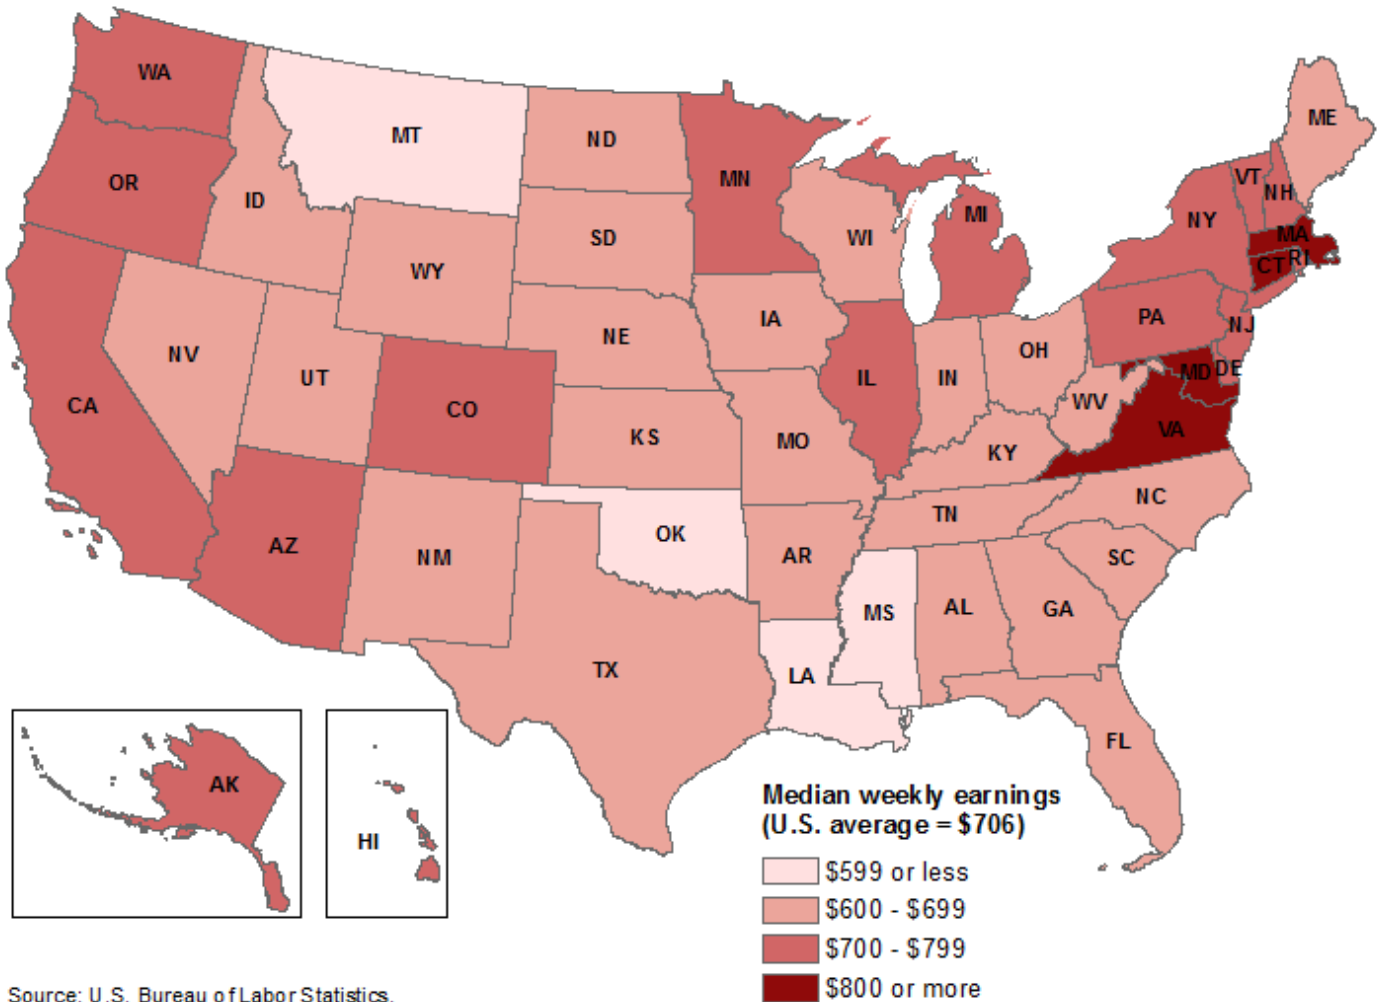 WA
MT
ND
MN
ME
OR
ID
SD
WI
MI
NY
VT
NH
MA
CT
RI
WY
IA
NE
PA
NJ
NV
UT
CO
IL
IN
OH
MD
DE
CA
KS
MO
WV
VA
KY
AZ
NM
OK
AR
TN
NC
SC
MS
AL
GA
TX
LA
FL
AK
HI
Median weekly earnings
(U.S. average = $706)
$599 or less
$600 - $699
$700 - $799
$800 or more
Source: U.S. Bureau of Labor Statistics.